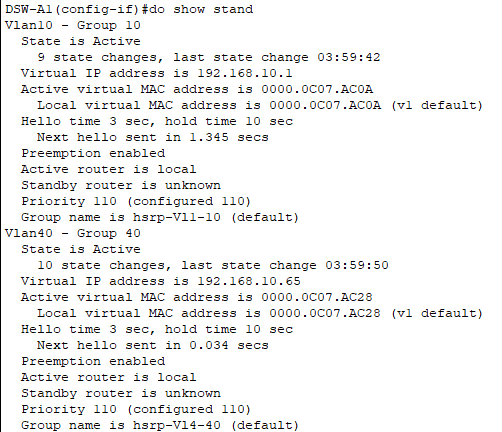 DSW-A1(config-if)#do show stand
Vlan10 - Group 10
State is Active
9 state changes, last state change 03:59:42
Virtual IP address is 192.168.10.1
Active virtual MAC address is 0000.0C07.AC0A
Local virtual MAC address is 0000.0C07.AC0A (v1 default)
Hello time 3 sec, hold time 10 sec
Next hello sent in 1.345 secs
Preemption enabled
Active router is local
Standby router is unknown
Priority 110 (configured 110)
Group name is hsrp-Vl1-10 (default)
Vlan40 - Group 40
State is Active
10 state changes, last state change 03:59:50
Virtual IP address is 192.168.10.65
Active virtual MAC address is 0000.0C07.AC28
Local virtual MAC address is 0000.0C07.AC28 (v1 default)
Hello time 3 sec, hold time 10 sec
Next hello sent in 0.034 secs
Preemption enabled
Active router is local
Standby router is unknown
Priority 110 (configured 110)
Group name is hsrp-Vl4-40 (default)